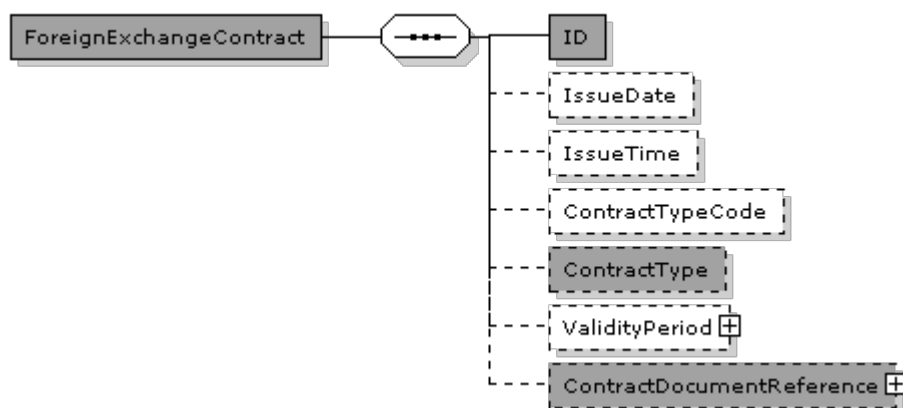 ForeignExchangeContract
ID
IssueDate
IssueTime
ContractTypeCode
ContractType
ValidityPeriod
ContractDocumentReference